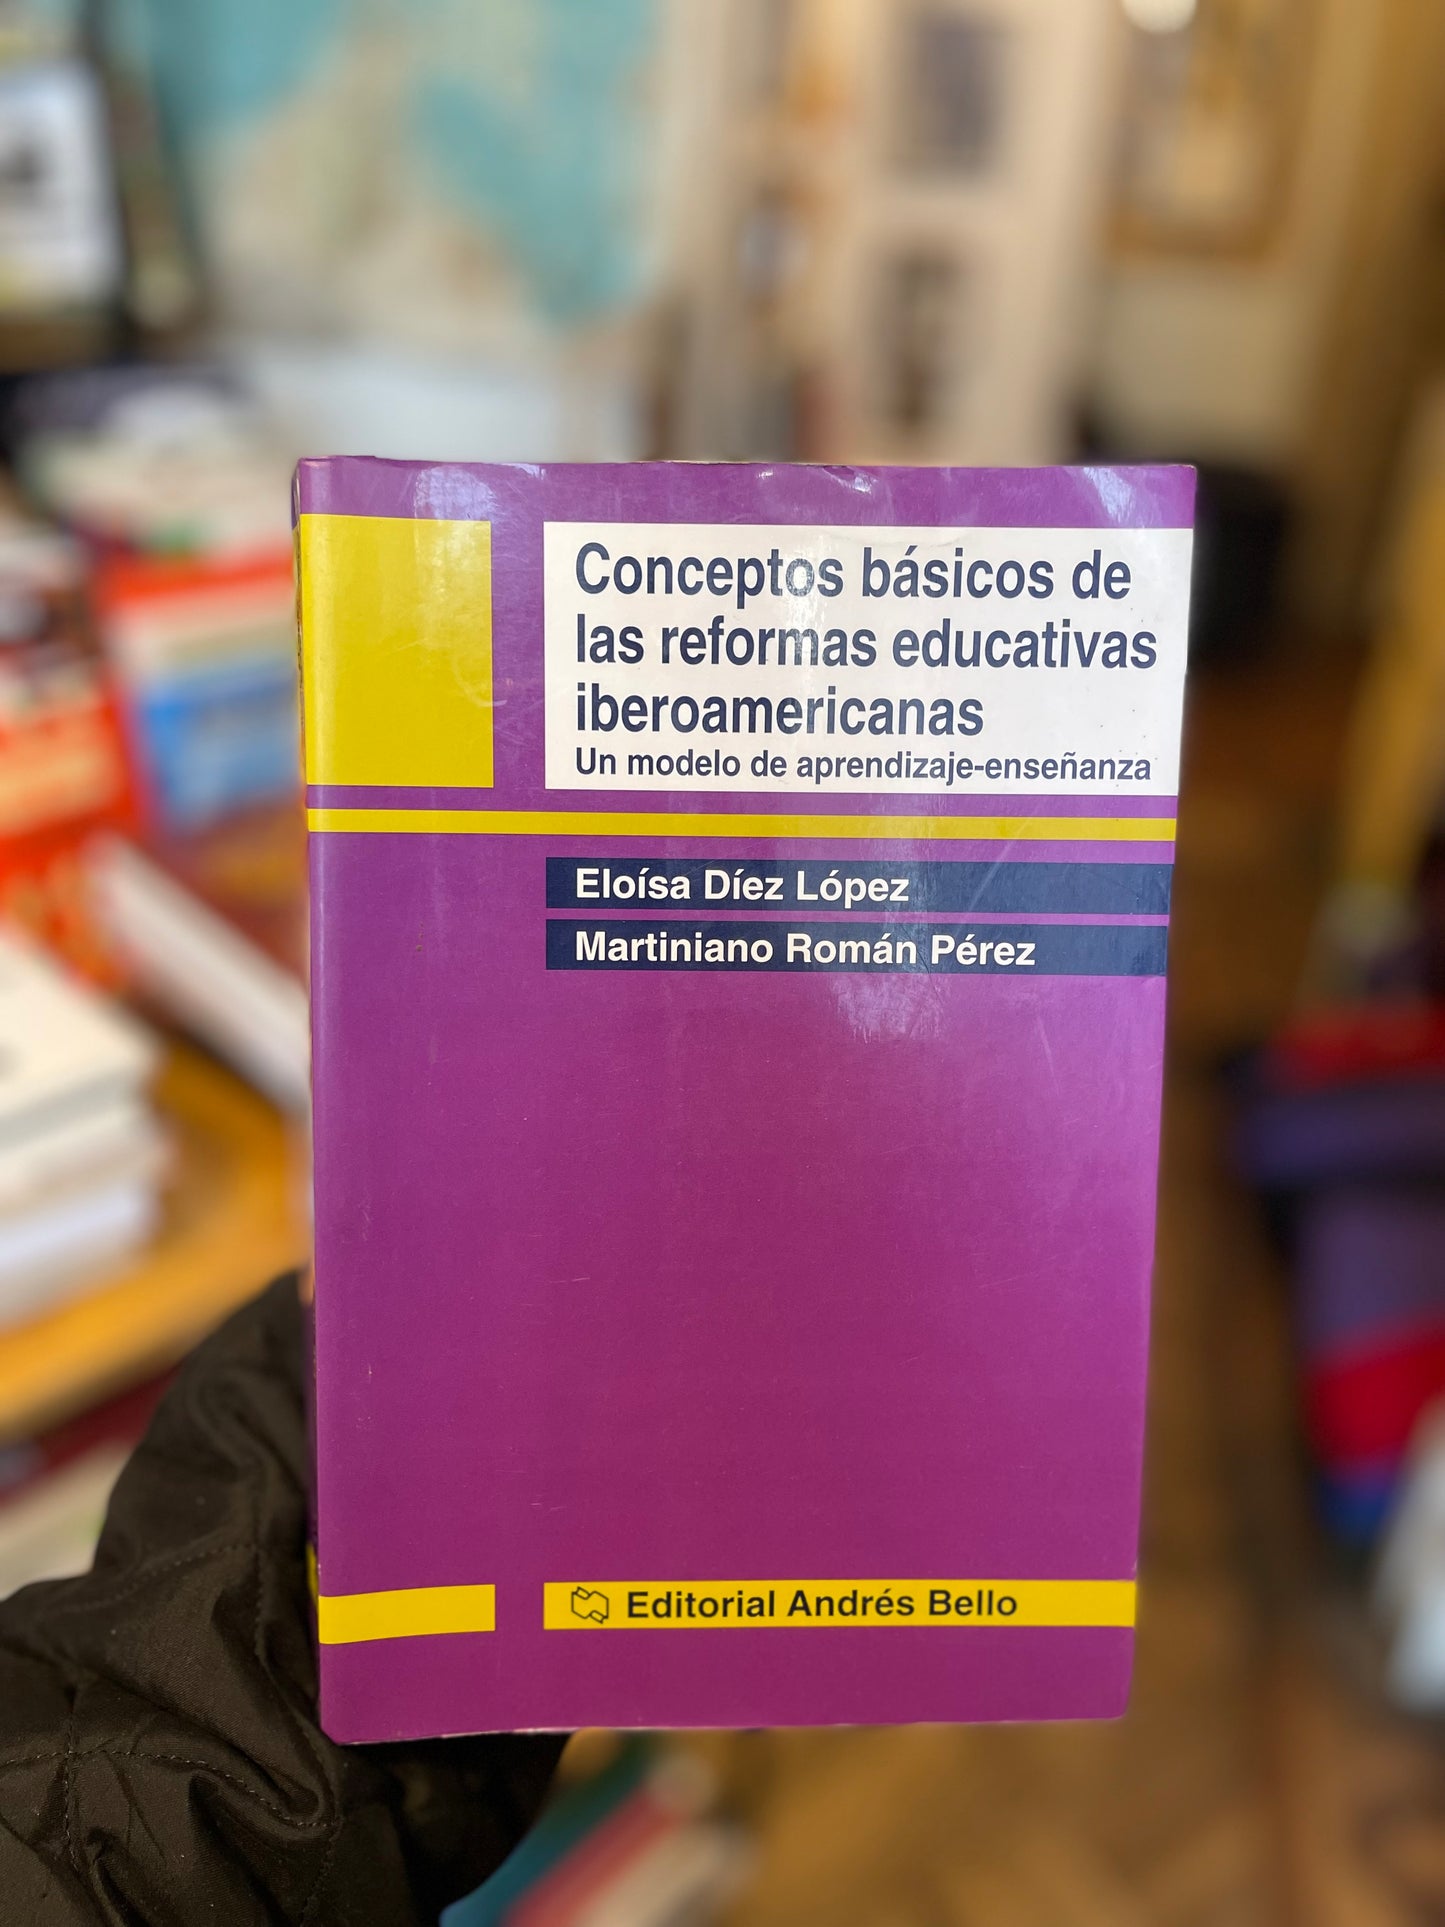 Conceptos básicos de
las reformas educativas
iberoamericanas
Un modelo de aprendizaje-enseñanza
Eloísa Díez López
Martiniano Román Pérez
Editorial Andrés Bello